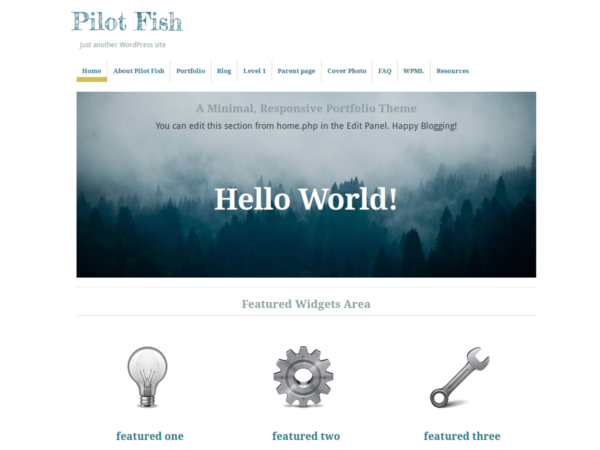 Pilot Fish
Just another WordPress site
Home About Pilot Fish Portfolio Blog Level 1 Parent page Cover Photo FAQ WPML Resources
A Minimal, Responsive Portfolio Theme
You can edit this section from home.php in the Edit Panel. Happy Blogging!
Hello World!
Featured Widgets Area
featured one featured two featured three